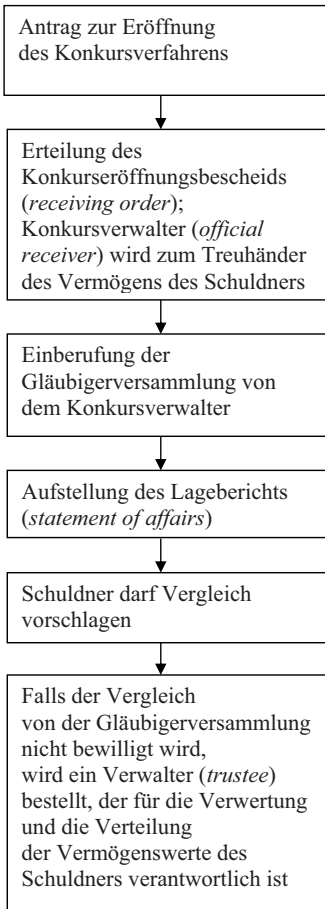 Antrag zur Eröffnung
des Konkursverfahrens
Erteilung des
Konkurseröffnungsbescheids
(receiving order);
Konkursverwalter (official
receiver) wird zum Treuhänder
des Vermögens des Schuldners
Einberufung der
Gläubigerversammlung von
dem Konkursverwalter
Aufstellung des Lageberichts
(statement of affairs)
Schuldner darf Vergleich
vorschlagen
Falls der Vergleich
von der Gläubigerversammlung
nicht bewilligt wird,
wird ein Verwalter (trustee)
bestellt, der für die Verwertung
und die Verteilung
der Vermögenswerte des
Schuldners verantwortlich ist